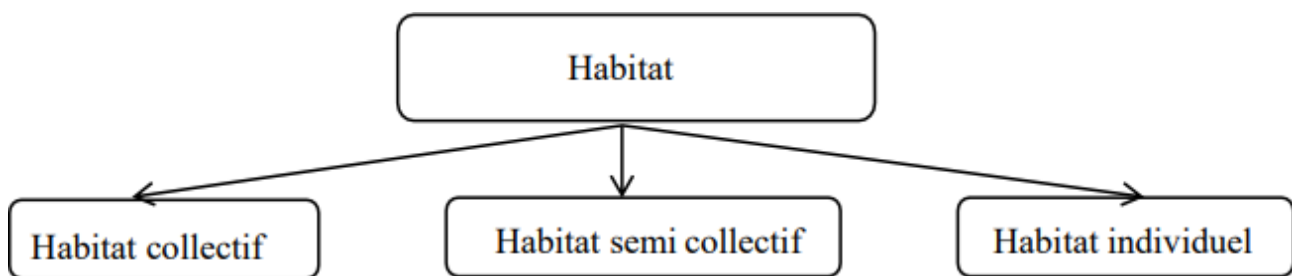 Habitat
Habitat collectif
Habitat semi collectif
Habitat individuel